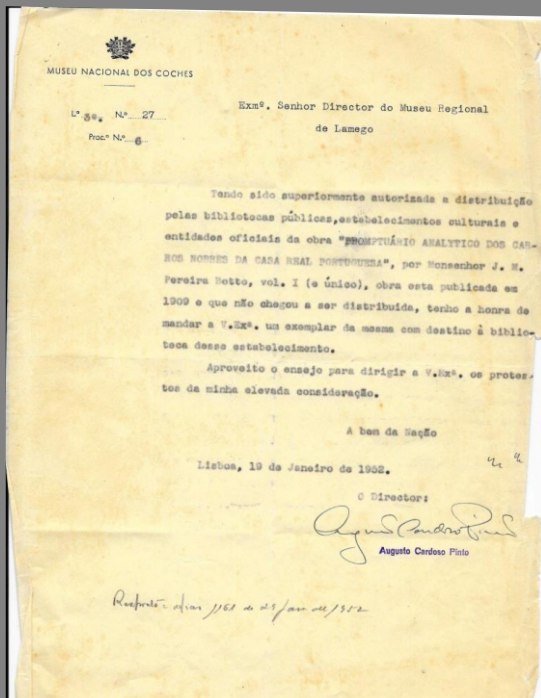 MUSEU NACIONAL DOS COCHES
L.º 3º. N.º 27
Proc.º N.º 6
Exmº. Senhor Director do Museu Regional
de Lamego
Tendo sido superiormente autorizada a distribuição
pelas bibliotecas públicas,estabelecimentos culturais e
entidades oficiais da obra "PROMPTUÁRIO ANALYTICO DOS CAR-
ROS NOBRES DA CASA REAL PORTUGUESA", por Monsenhor J. M.
Pereira Botto, vol. I (e único), obra esta publicada em
1909 e que não chegou a ser distribuida, tenho a honra de
mandar a V.Exª. um exemplar da mesma com destino à biblio-
teca desse estabelecimento.
Aproveito o ensejo para dirigir a V.Exª. os protes-
tos da minha elevada consideração.
A bem da Nação
Lisboa, 19 de Janeiro de 1952.
O Director:
Augusto Cardoso Pinto
Augusto Cardoso Pinto
de 1952